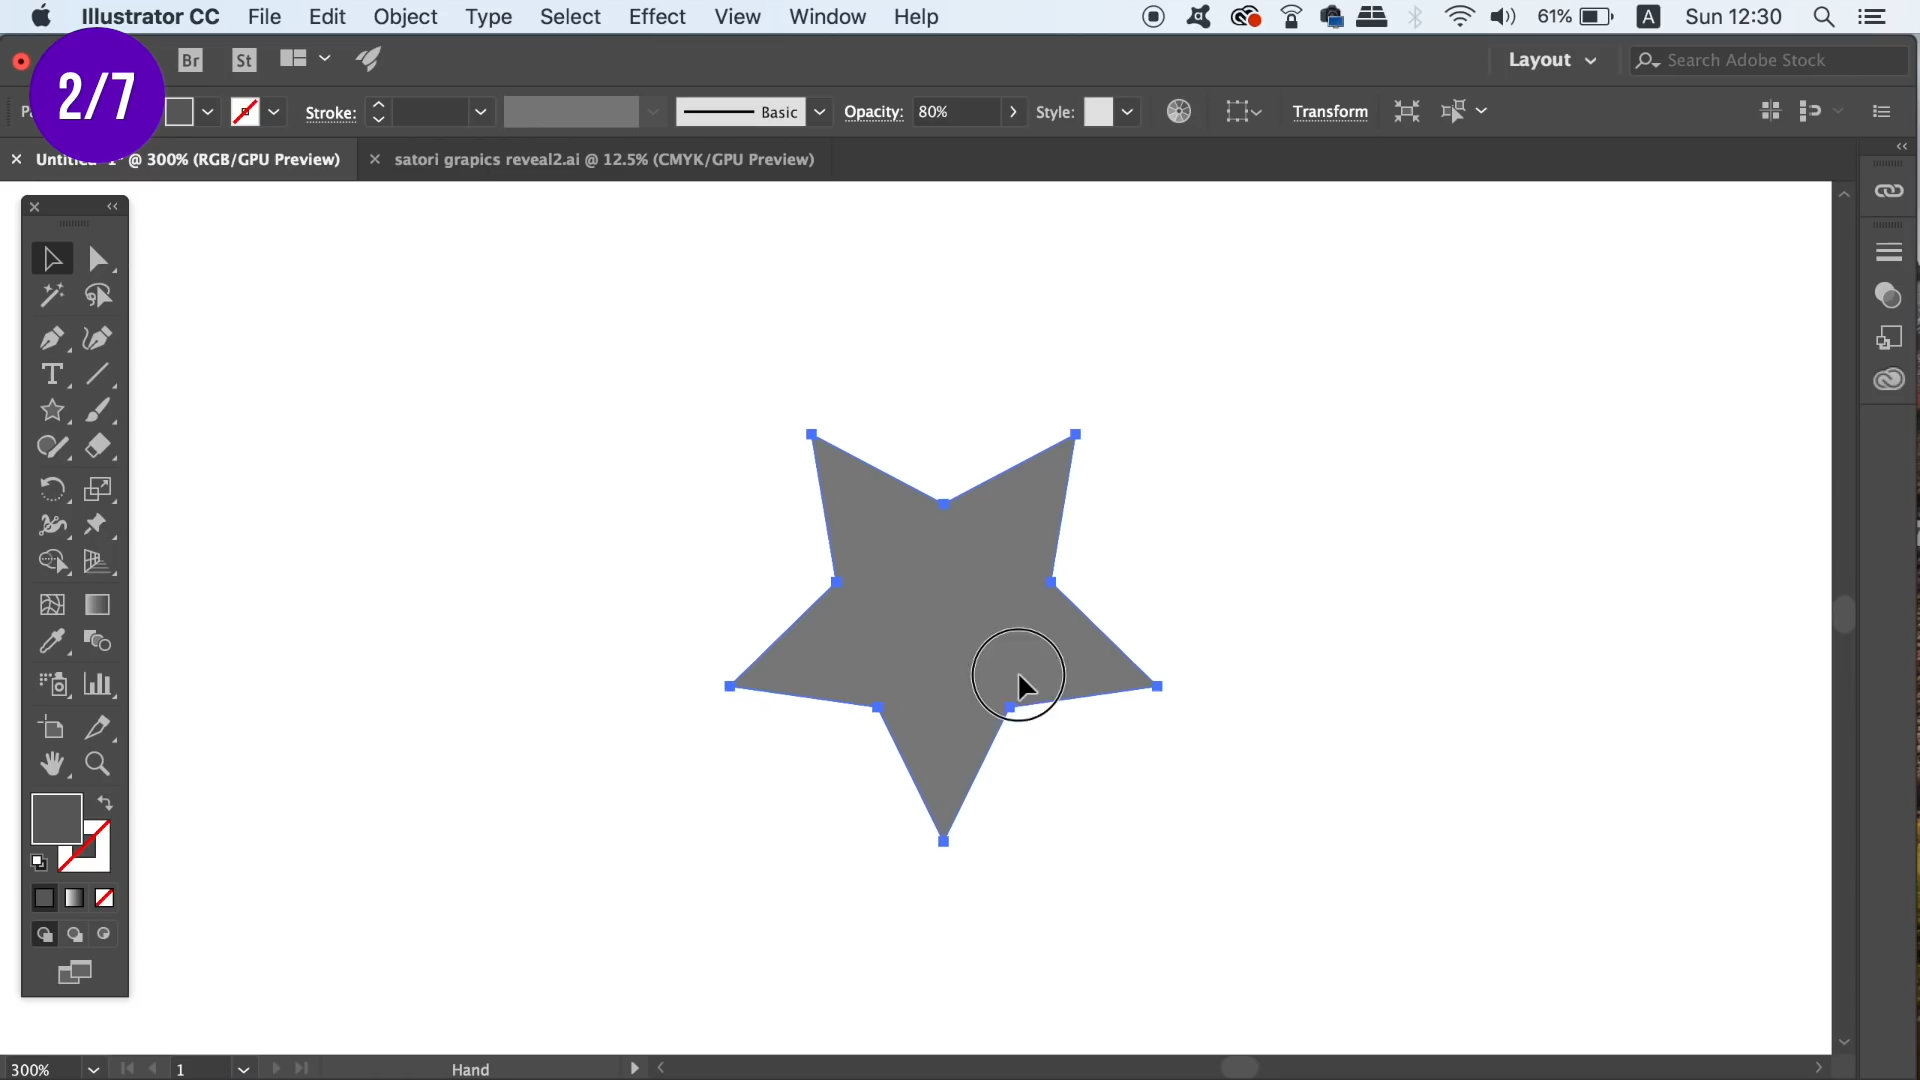 Illustrator CC File Edit Object Type Select Effect View Window Help 61% A Sun 12:30
2/7
Br St Layout Search Adobe Stock
Stroke: Basic Opacity: 80% Style: Transform
@ 300% (RGB/GPU Preview) satori grapics reveal2.ai @ 12.5% (CMYK/GPU Preview)
300% 1 Hand